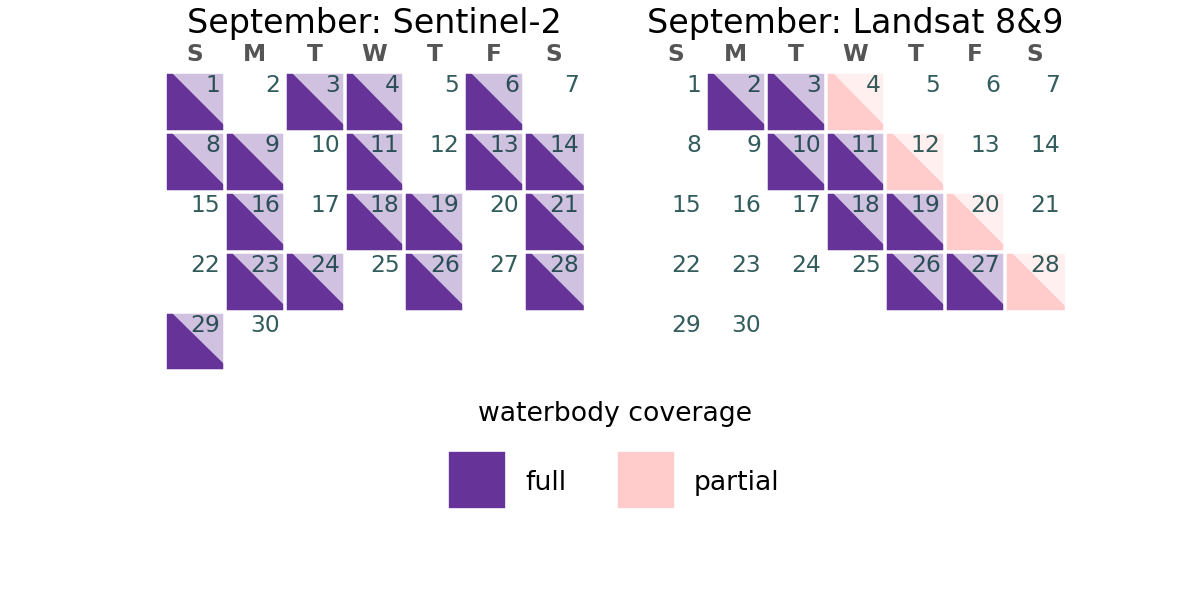 September: Sentinel-2
S M T W T F S
1 2 3 4 5 6 7
8 9 10 11 12 13 14
15 16 17 18 19 20 21
22 23 24 25 26 27 28
29 30
September: Landsat 8&9
S M T W T F S
1 2 3 4 5 6 7
8 9 10 11 12 13 14
15 16 17 18 19 20 21
22 23 24 25 26 27 28
29 30
waterbody coverage
full
partial